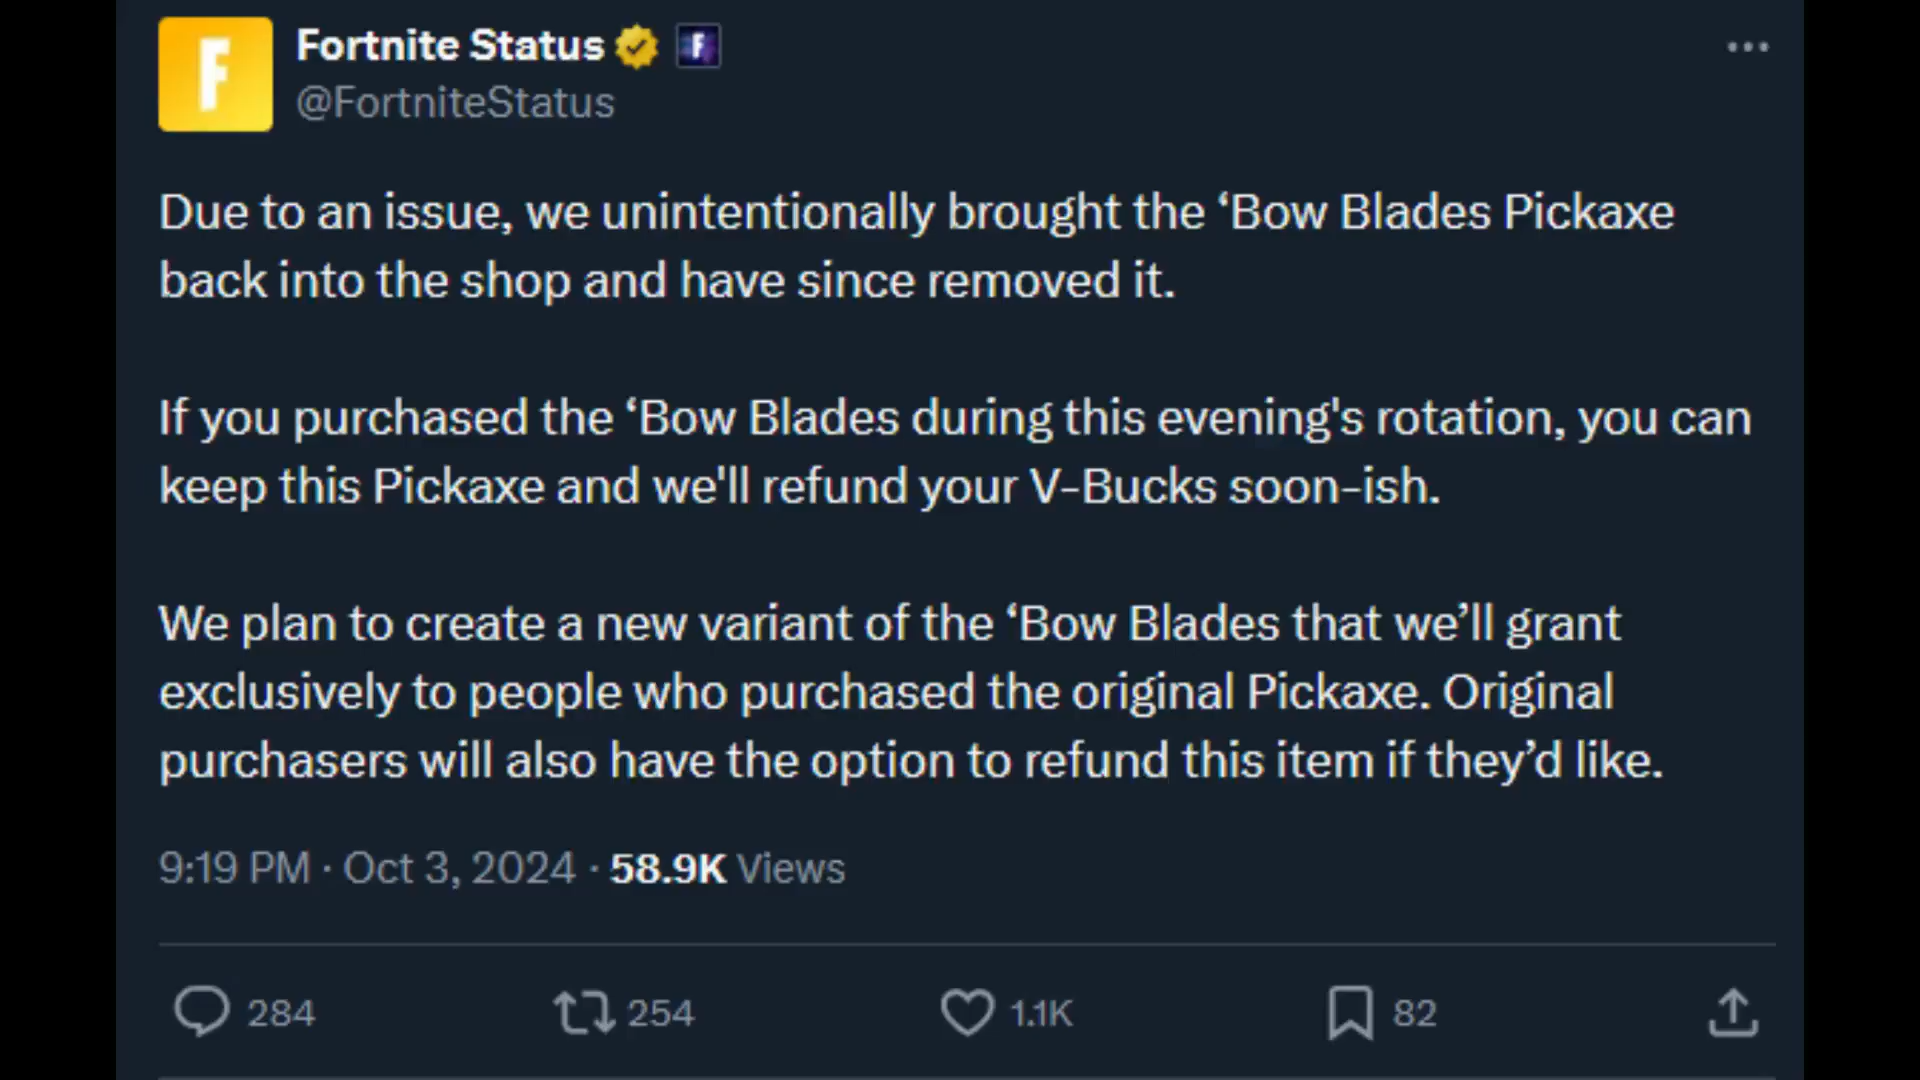 Fortnite Status
@FortniteStatus
Due to an issue, we unintentionally brought the ‘Bow Blades Pickaxe
back into the shop and have since removed it.
If you purchased the ‘Bow Blades during this evening's rotation, you can
keep this Pickaxe and we'll refund your V-Bucks soon-ish.
We plan to create a new variant of the ‘Bow Blades that we’ll grant
exclusively to people who purchased the original Pickaxe. Original
purchasers will also have the option to refund this item if they’d like.
9:19 PM · Oct 3, 2024 · 58.9K Views
284 254 1.1K 82